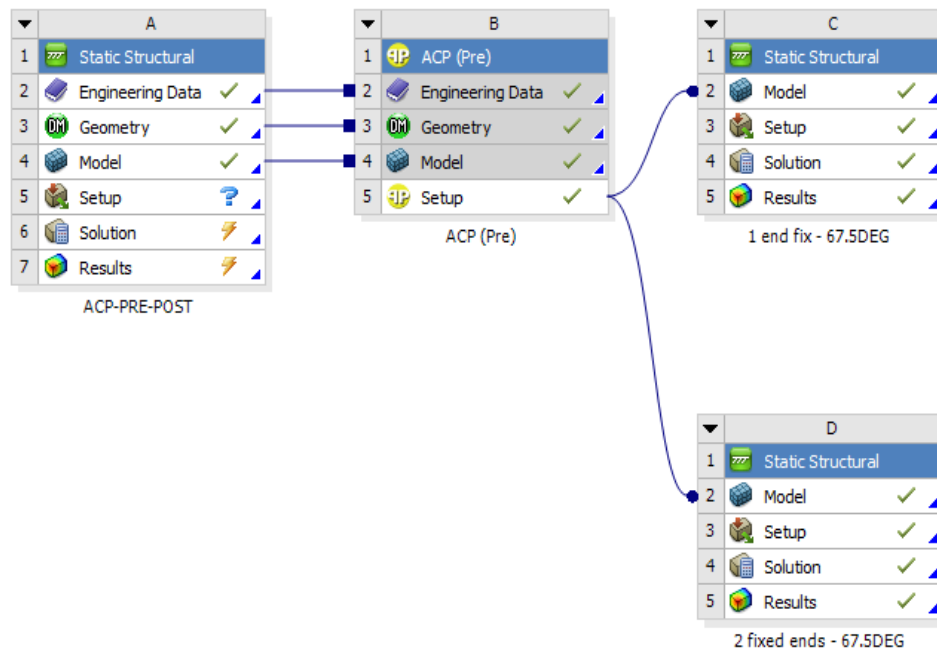 A
1 Static Structural
2 Engineering Data
3 DM Geometry
4 Model
5 Setup ?
6 Solution
7 Results
ACP-PRE-POST
B
1 ACP (Pre)
2 Engineering Data
3 DM Geometry
4 Model
5 Setup
ACP (Pre)
C
1 Static Structural
2 Model
3 Setup
4 Solution
5 Results
1 end fix - 67.5DEG
D
1 Static Structural
2 Model
3 Setup
4 Solution
5 Results
2 fixed ends - 67.5DEG